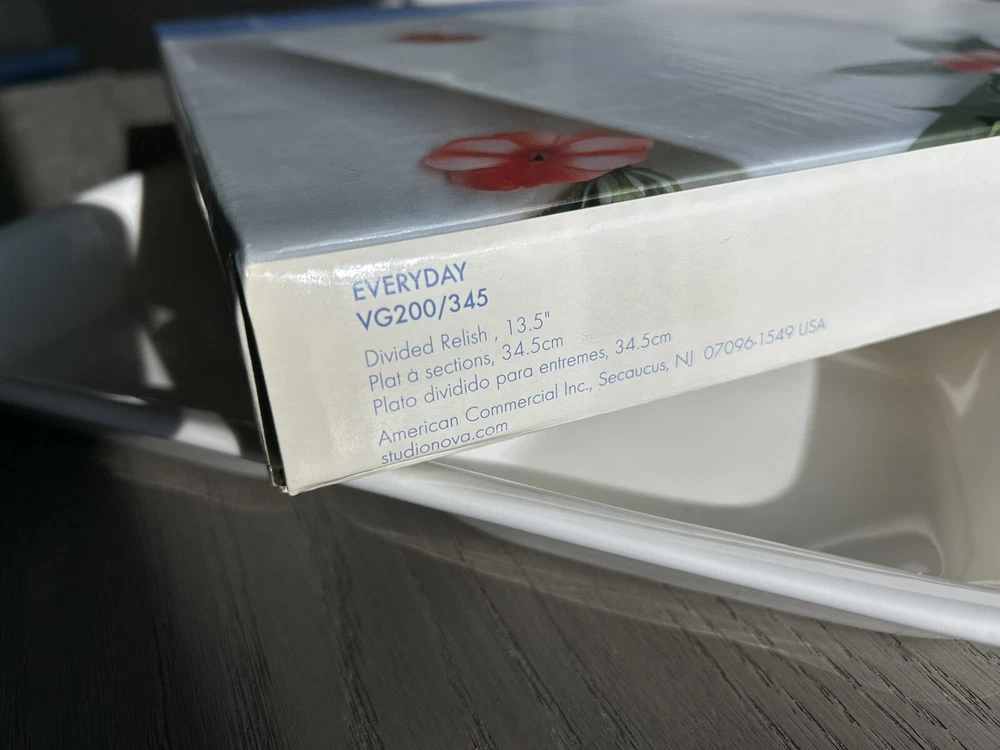 EVERYDAY
VG200/345
Divided Relish , 13.5"
Plat à sections, 34.5cm
Plato dividido para entremes, 34.5cm
American Commercial Inc., Secaucus, NJ 07096-1549 USA
studionova.com